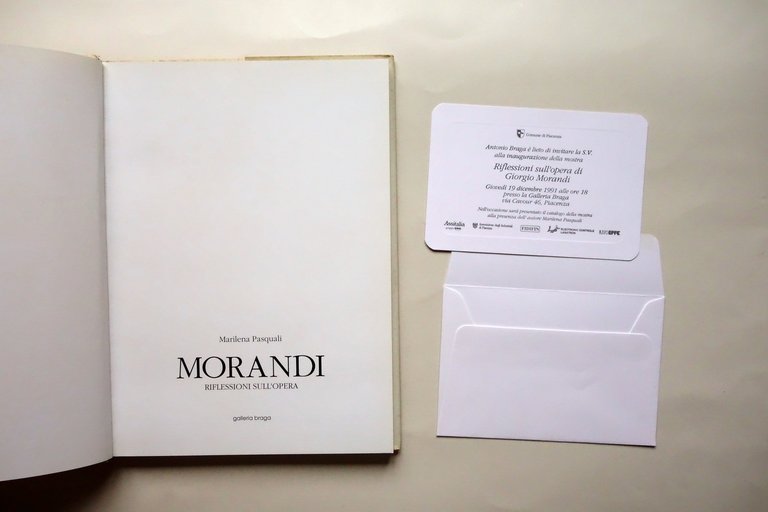 Marilena Pasquali
MORANDI
RIFLESSIONI SULL'OPERA
galleria braga
Comune di Piacenza
Antonio Braga è lieto di invitare la S.V.
alla inaugurazione della mostra
Riflessioni sull'opera di
Giorgio Morandi
Giovedì 19 dicembre 1991 alle ore 18
presso la Galleria Braga
via Cavour 46, Piacenza
Nell'occasione sarà presentato il catalogo della mostra
alla presenza dell'autore Marilena Pasquali
Assitalia